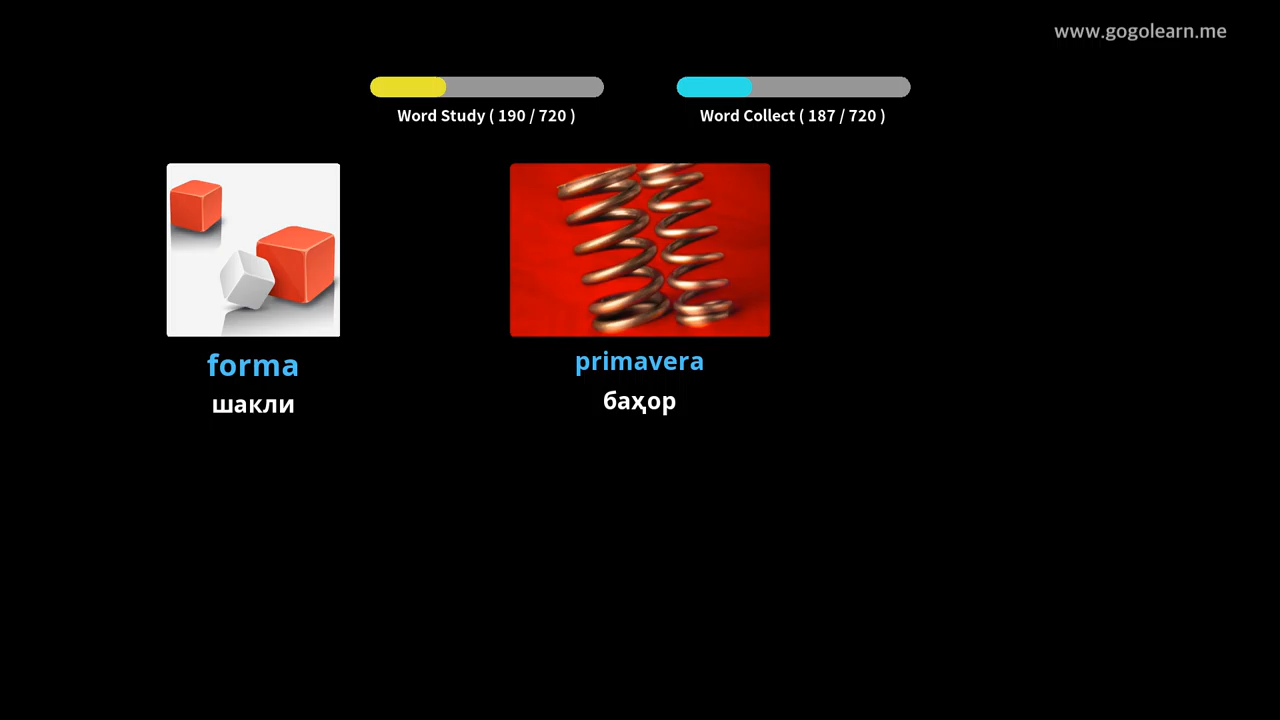 www.gogolearn.me
Word Study ( 190 / 720 )
Word Collect ( 187 / 720 )
forma
шакли
primavera
баҳор